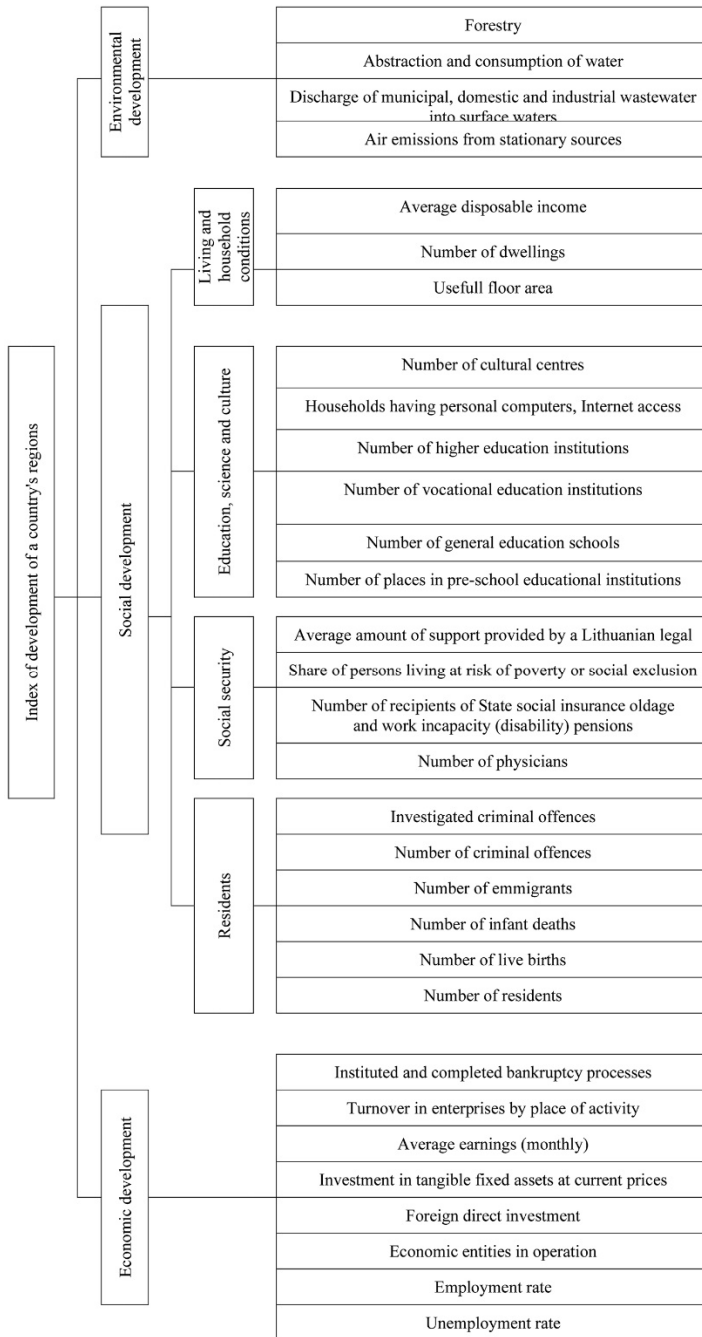 Index of development of a country's regions
Environmental
development
Forestry
Abstraction and consumption of water
Discharge of municipal, domestic and industrial wastewater
into surface waters
Air emissions from stationary sources
Social development
Living and
household
conditions
Average disposable income
Number of dwellings
Usefull floor area
Education, science and culture
Number of cultural centres
Households having personal computers, Internet access
Number of higher education institutions
Number of vocational education institutions
Number of general education schools
Number of places in pre-school educational institutions
Social security
Average amount of support provided by a Lithuanian legal
Share of persons living at risk of poverty or social exclusion
Number of recipients of State social insurance oldage
and work incapacity (disability) pensions
Number of physicians
Residents
Investigated criminal offences
Number of criminal offences
Number of emmigrants
Number of infant deaths
Number of live births
Number of residents
Economic development
Instituted and completed bankruptcy processes
Turnover in enterprises by place of activity
Average earnings (monthly)
Investment in tangible fixed assets at current prices
Foreign direct investment
Economic entities in operation
Employment rate
Unemployment rate